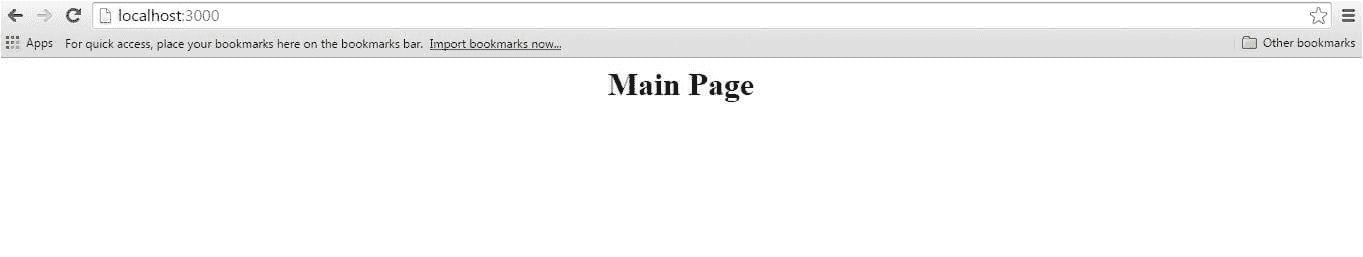 localhost:3000
Apps For quick access, place your bookmarks here on the bookmarks bar. Import bookmarks now... Other bookmarks
Main Page